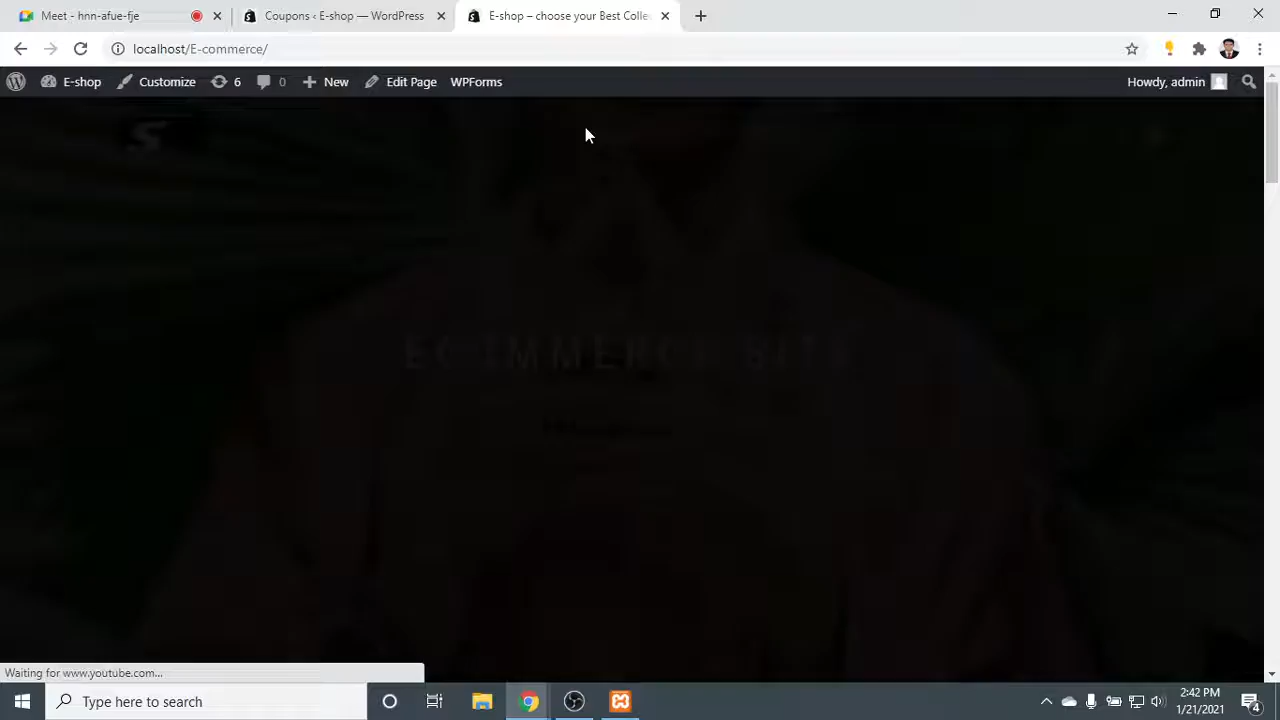 Meet - hnn-afue-fje
Coupons ‹ E-shop — WordPress
E-shop – choose your Best Colle
localhost/E-commerce/
E-shop Customize 6 0 New Edit Page WPForms Howdy, admin
S
ECOMMERCE SITE
Waiting for www.youtube.com...
Type here to search
2:42 PM
1/21/2021
4